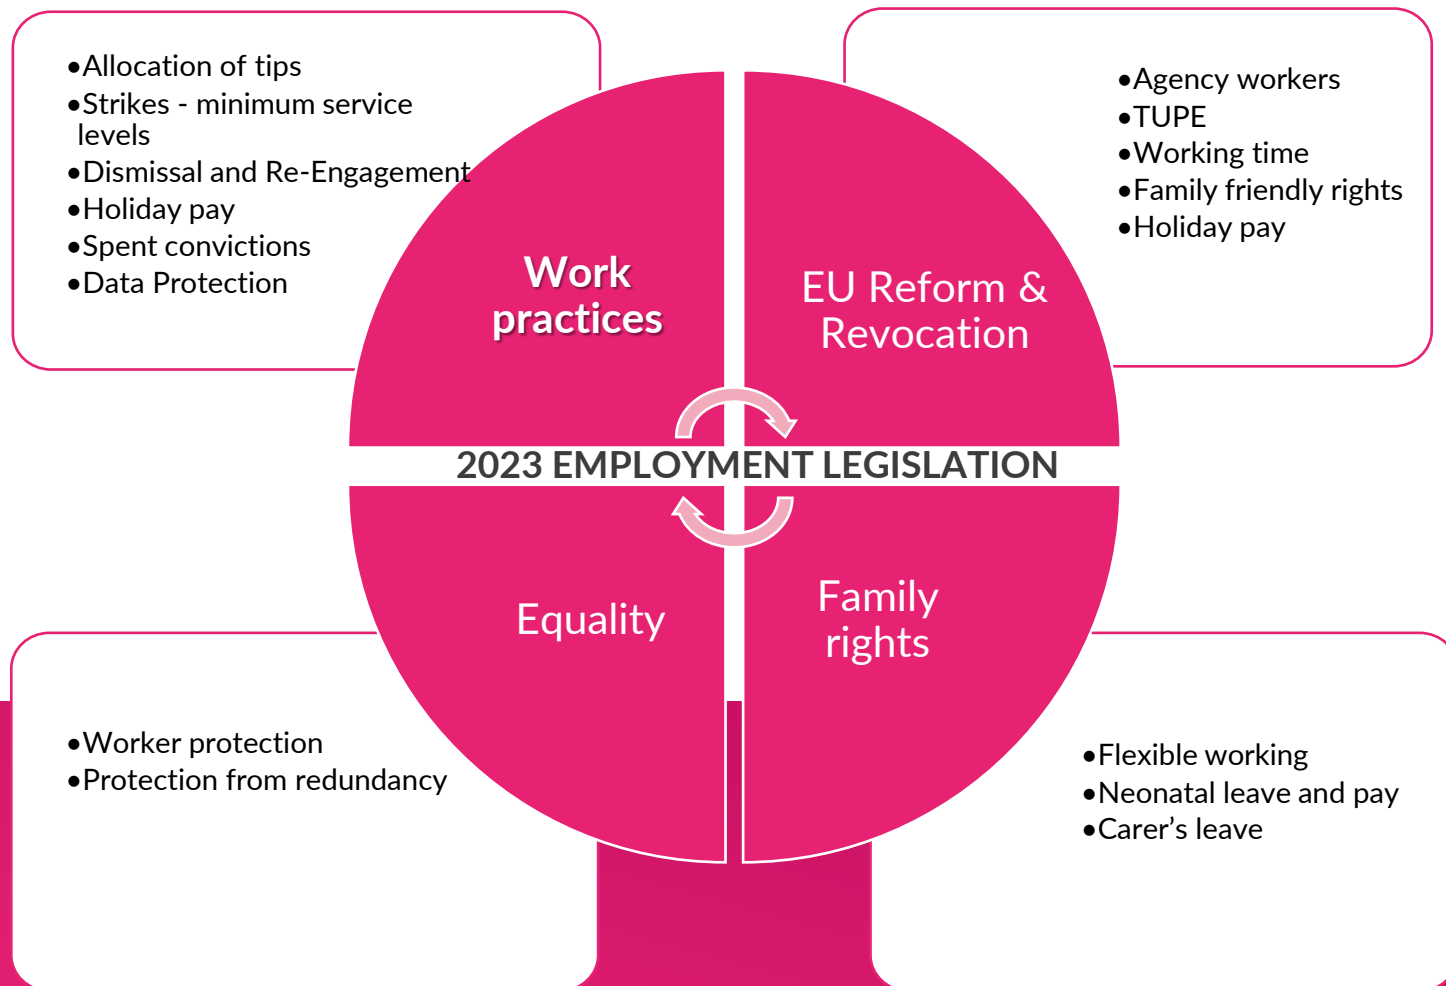 •Allocation of tips
•Strikes - minimum service
levels
•Dismissal and Re-Engagement
•Holiday pay
•Spent convictions
•Data Protection
•Agency workers
•TUPE
•Working time
•Family friendly rights
•Holiday pay
Work
practices
EU Reform &
Revocation
2023 EMPLOYMENT LEGISLATION
Equality
Family
rights
•Worker protection
•Protection from redundancy
•Flexible working
•Neonatal leave and pay
•Carer’s leave